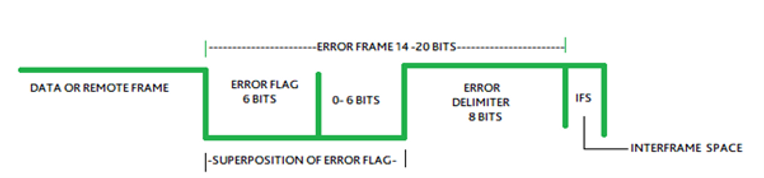 ERROR FRAME 14 -20 BITS
DATA OR REMOTE FRAME
ERROR FLAG
6 BITS
0- 6 BITS
ERROR
DELIMITER
8 BITS
IFS
INTERFRAME SPACE
-SUPERPOSITION OF ERROR FLAG-